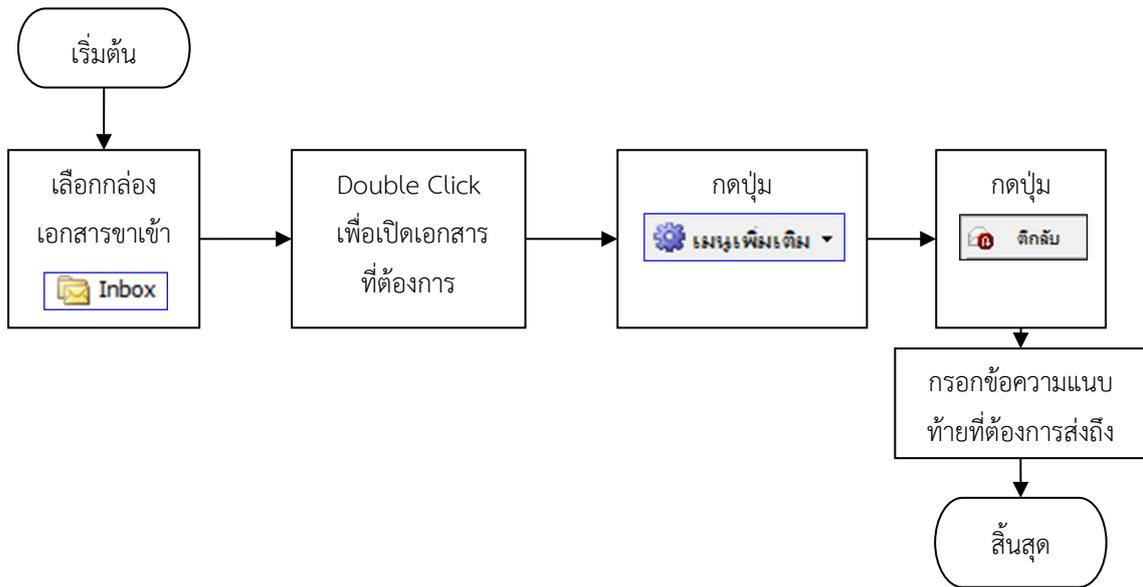 เริ่มต้น
เลือกกล่อง
เอกสารขาเข้า
Inbox
Double Click
เพื่อเปิดเอกสาร
ที่ต้องการ
กดปุ่ม
เมนูเพิ่มเติม
กดปุ่ม
ตีกลับ
กรอกข้อความแนบ
ท้ายที่ต้องการส่งถึง
สิ้นสุด